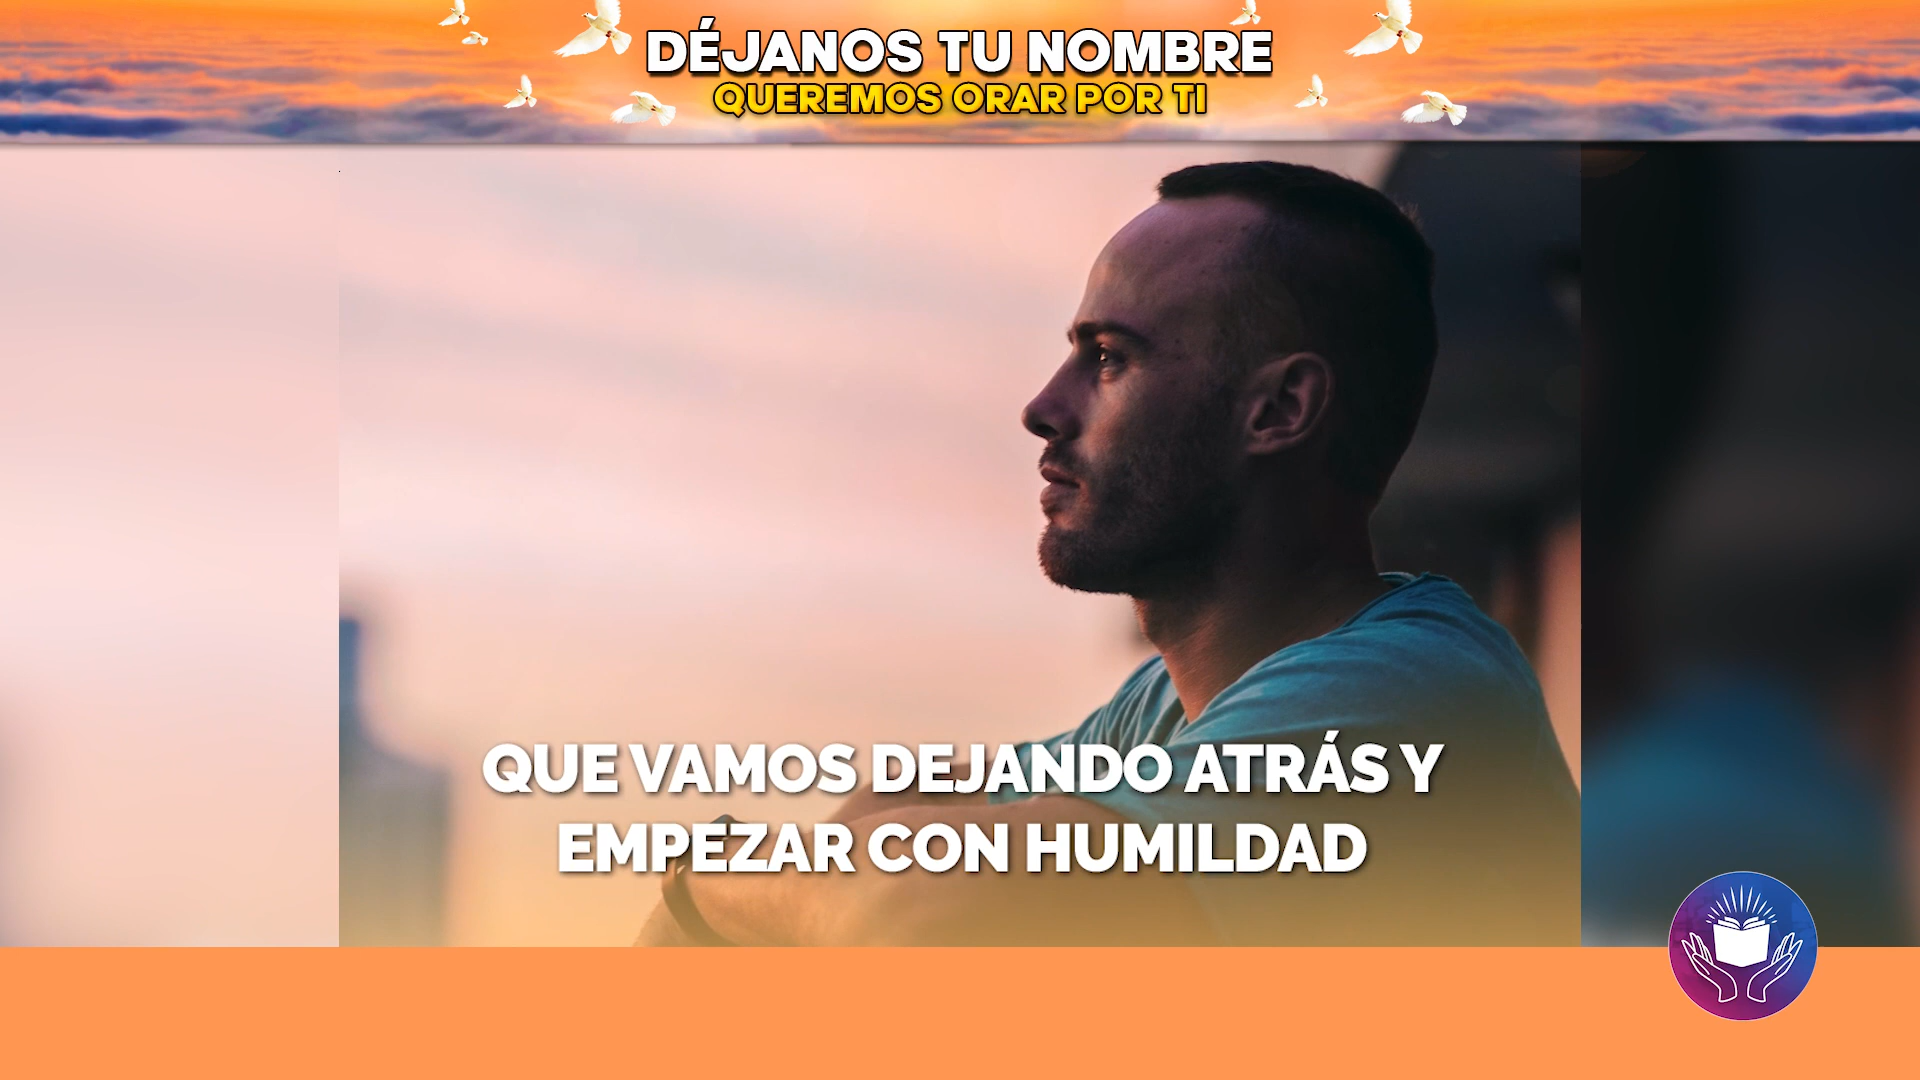 DÉJANOS TU NOMBRE
QUEREMOS ORAR POR TI
QUE VAMOS DEJANDO ATRÁS Y
EMPEZAR CON HUMILDAD